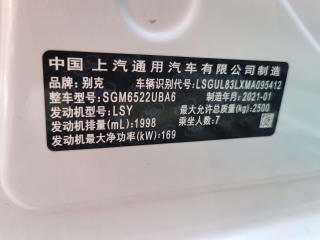 中国 上汽通用汽车有限公司制造
品牌：别克 车辆识别代号：LSGUL83LXMA095412
整车型号：SGM6522UBA6 制造年月：2021-01
发动机型号：LSY 最大允许总质量(kg)：2500
发动机排量(mL)：1998 乘坐人数：7
发动机最大净功率(kW)：169